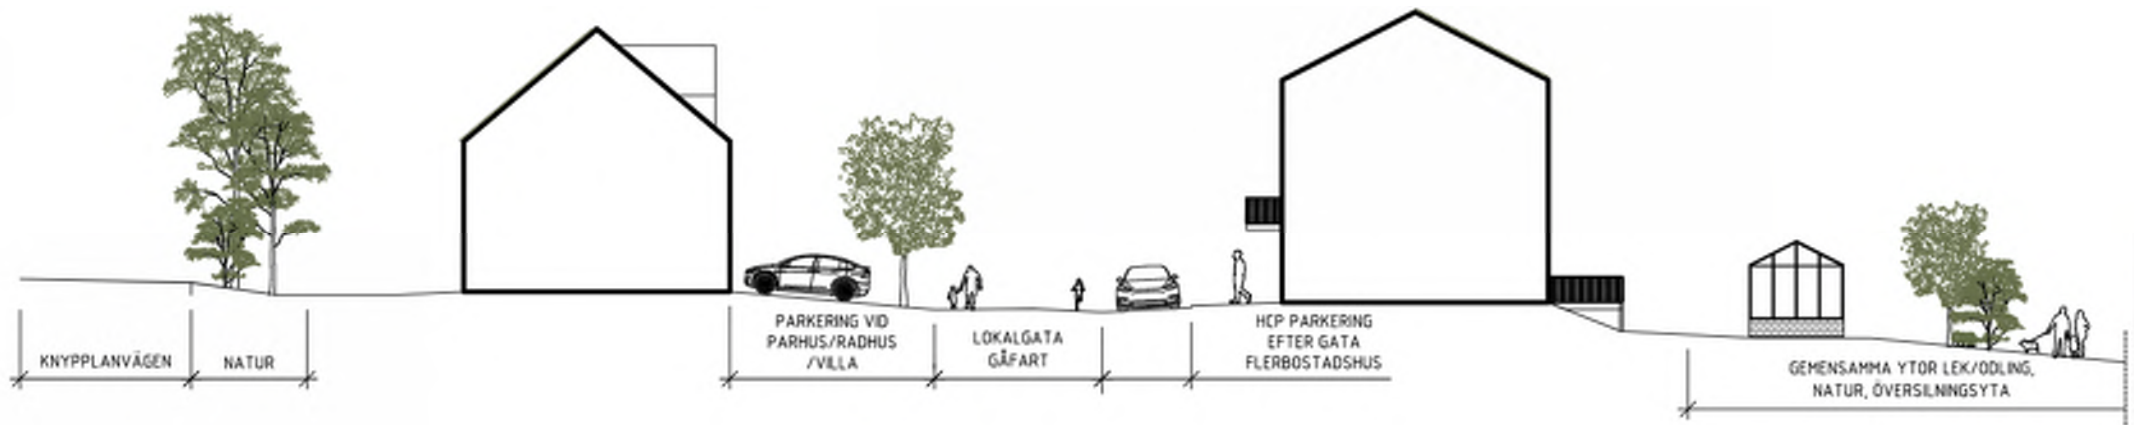 KNYPPLANVÄGEN
NATUR
PARKERING VID
PARHUS/RADHUS
/VILLA
LOKALGATA
GÅFART
HCP PARKERING
EFTER GATA
FLERBOSTADSHUS
GEMENSAMMA YTOR LEK/ODLING,
NATUR, ÖVERSILNINGSYTA